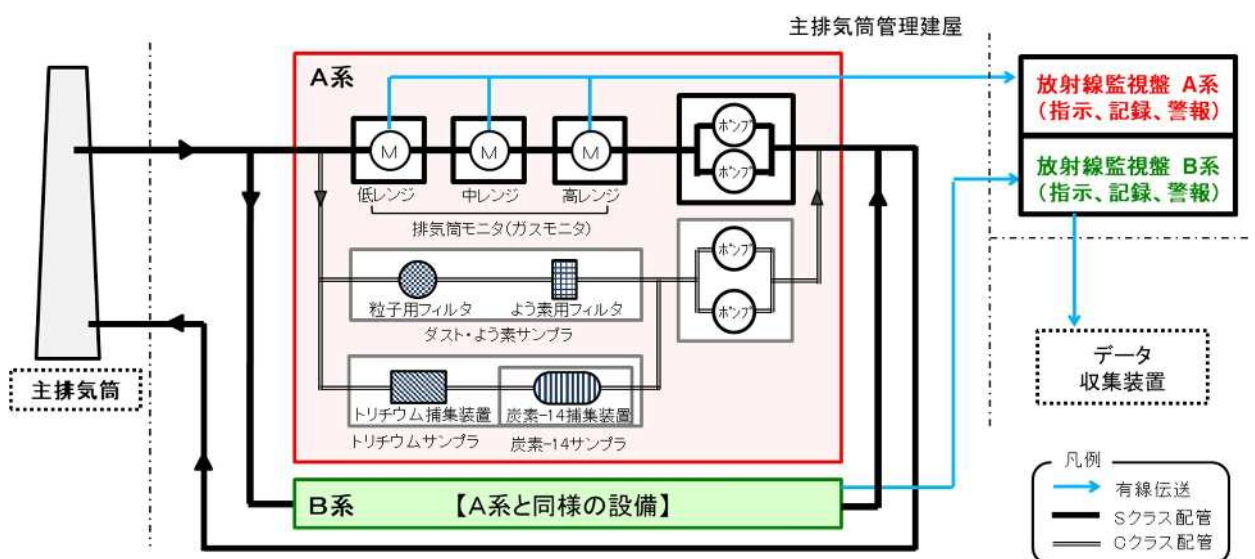 主排気筒管理建屋
A系
放射線監視盤 A系
(指示、記録、警報)
放射線監視盤 B系
(指示、記録、警報)
M
M
M
ポンプ
ポンプ
低レンジ
中レンジ
高レンジ
排気筒モニタ(ガスモニタ)
粒子用フィルタ
よう素用フィルタ
ダスト・よう素サンプラ
ポンプ
ポンプ
トリチウム捕集装置
炭素-14捕集装置
トリチウムサンプラ
炭素-14サンプラ
主排気筒
データ
収集装置
B系 【A系と同様の設備】
凡例
有線伝送
Sクラス配管
Cクラス配管